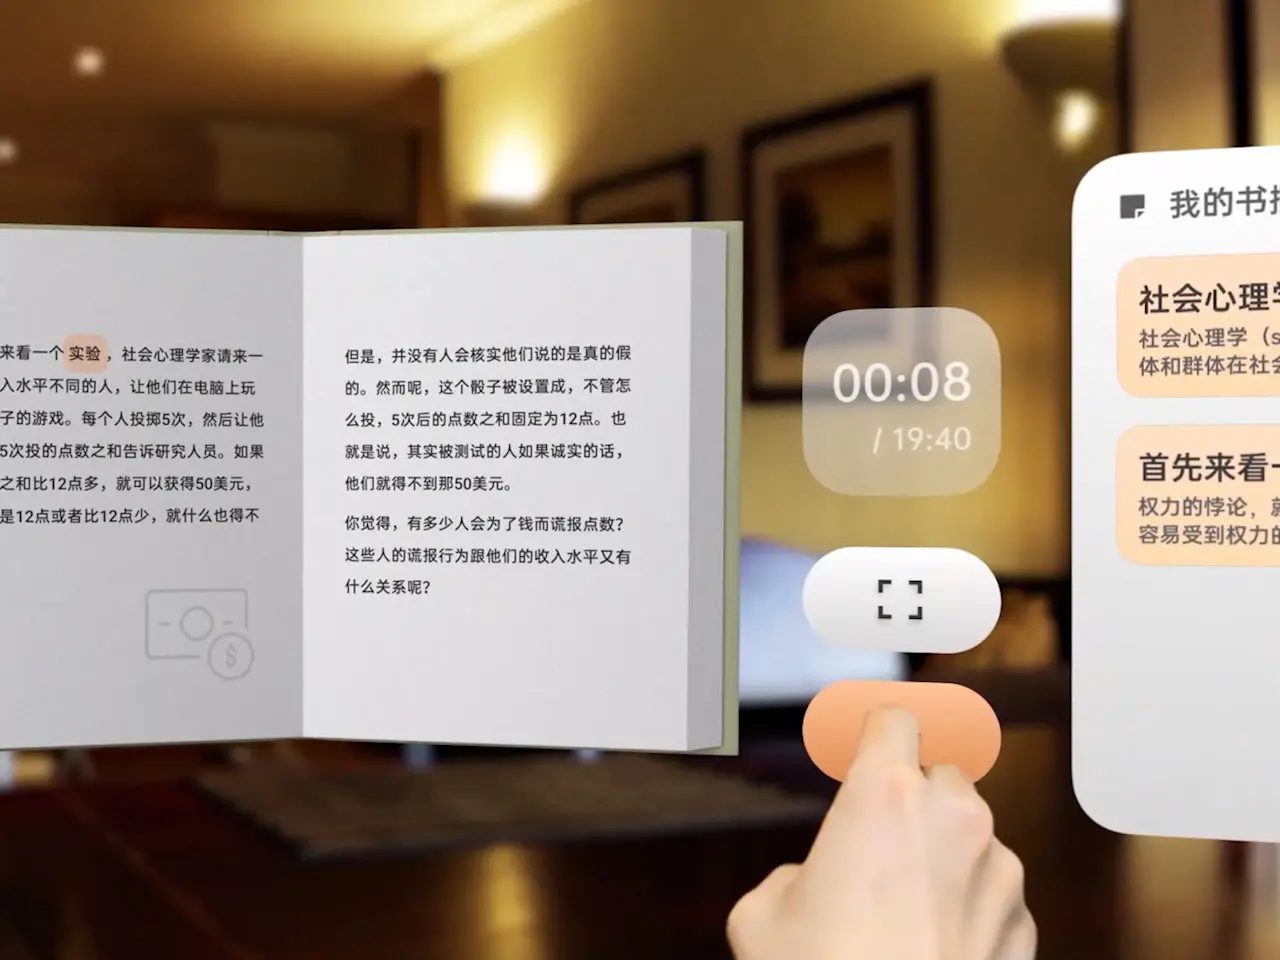 来看一个 实验 ，社会心理学家请来一
入水平不同的人，让他们在电脑上玩
子的游戏。每个人投掷5次，然后让他
5次投的点数之和告诉研究人员。如果
之和比12点多，就可以获得50美元，
是12点或者比12点少，就什么也得不
$
但是，并没有人会核实他们说的是真的假
的。然而呢，这个骰子被设置成，不管怎
么投，5次后的点数之和固定为12点。也
就是说，其实被测试的人如果诚实的话，
他们就得不到那50美元。
你觉得，有多少人会为了钱而谎报点数？
这些人的谎报行为跟他们的收入水平又有
什么关系呢？
00:08
/ 19:40
我的书
社会心理学
社会心理学（s
体和群体在社会
首先来看一
权力的悖论，就
容易受到权力的